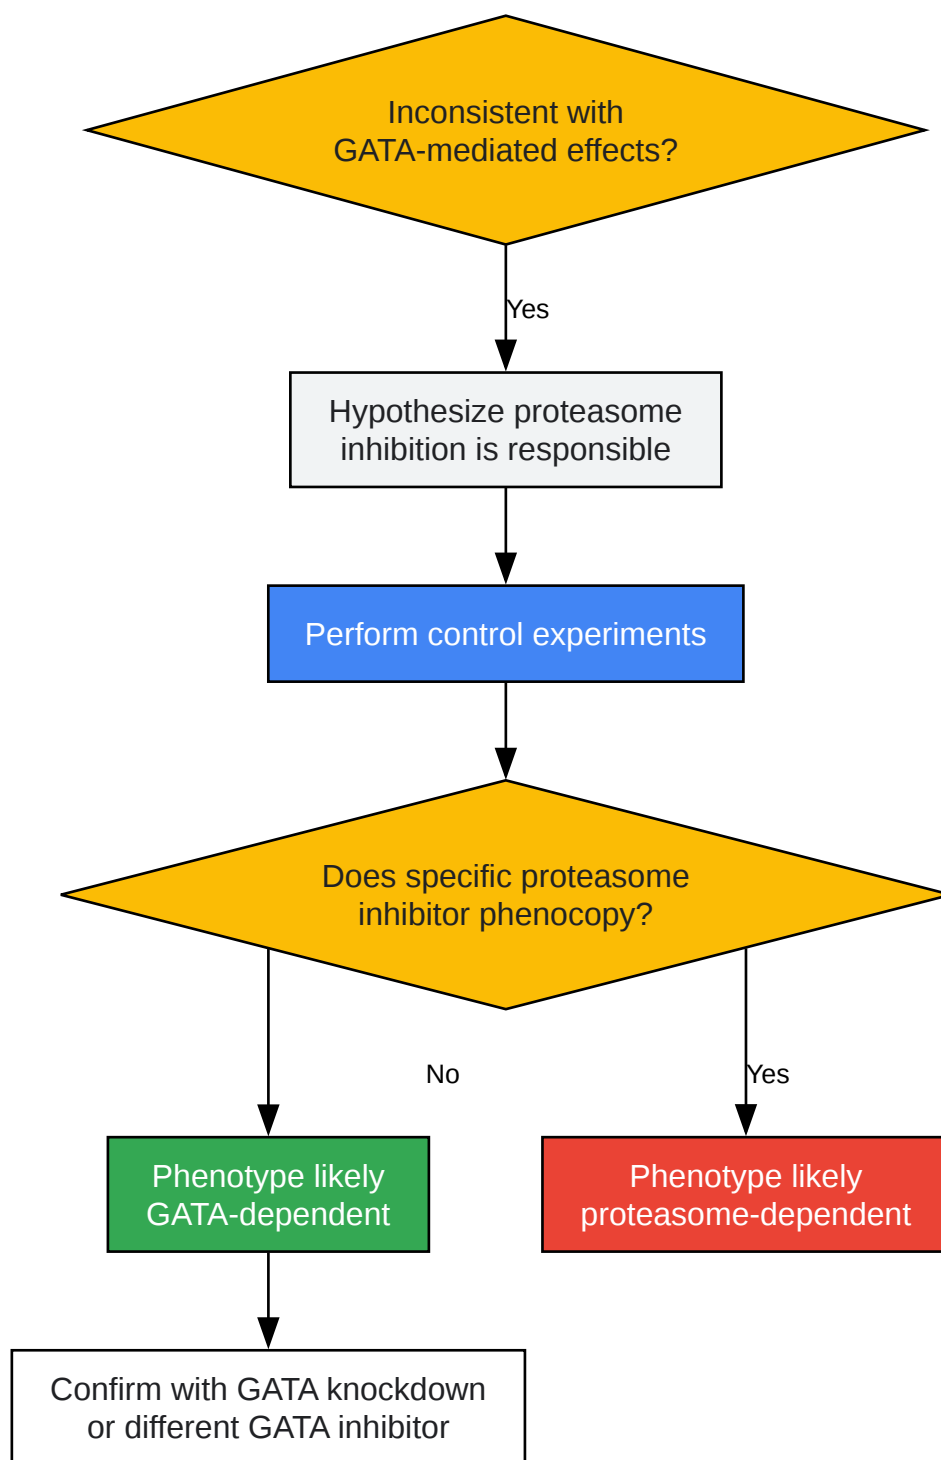 Inconsistent with
GATA-mediated effects?
Yes
Hypothesize proteasome
inhibition is responsible
Perform control experiments
Does specific proteasome
inhibitor phenocopy?
No
Yes
Phenotype likely
GATA-dependent
Phenotype likely
proteasome-dependent
Confirm with GATA knockdown
or different GATA inhibitor